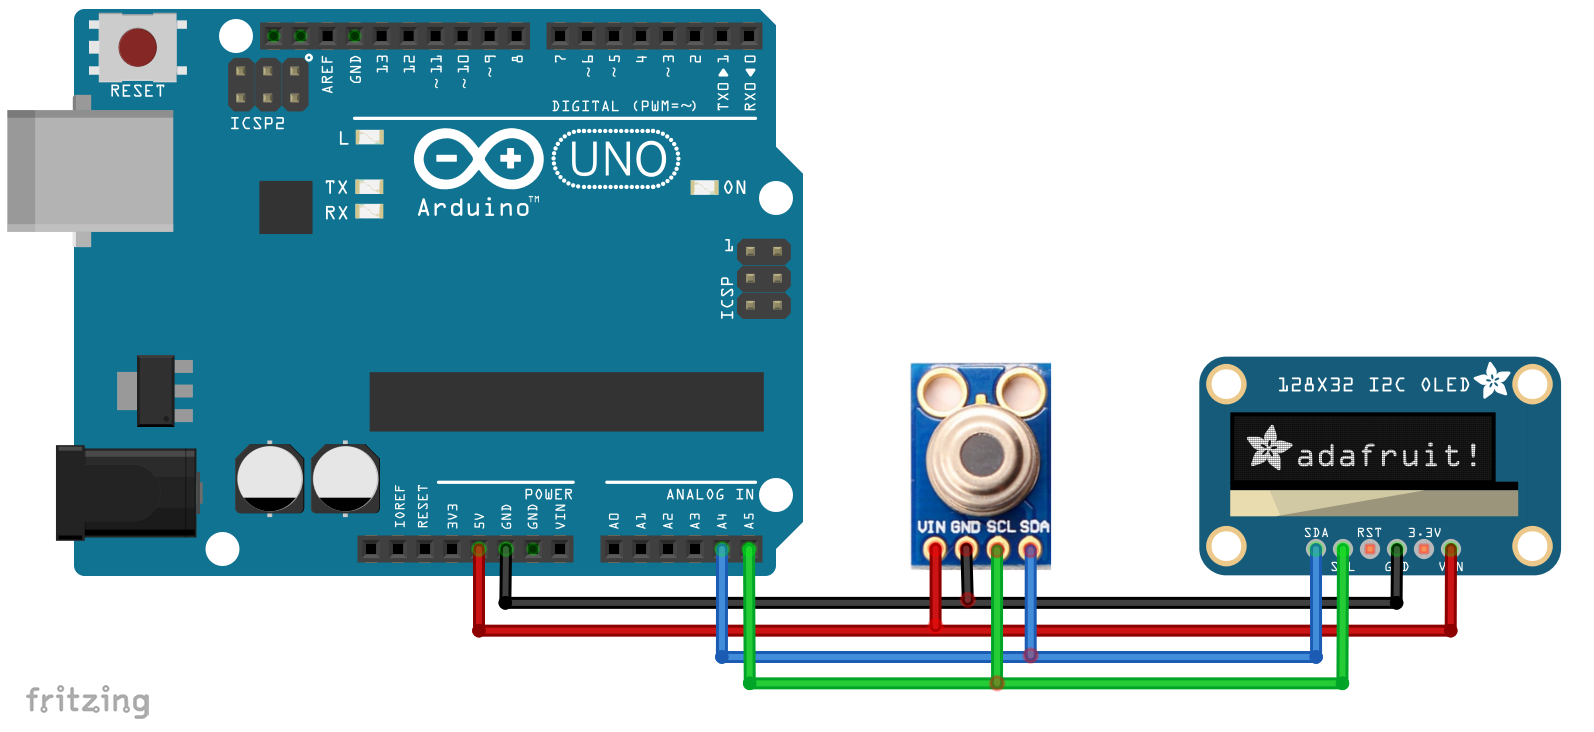 RESET
ICSP2
AREF
GND
13
12
~11
~10
~9
8
7
~6
~5
4
~3
2
TX0▶1
RX0◀0
DIGITAL (PWM=~)
L
TX
RX
Arduino™
UNO
ON
1
ICSP
POWER
ANALOG IN
IOREF
RESET
3V3
5V
GND
GND
VIN
A0
A1
A2
A3
A4
A5
VIN GND SCL SDA
128X32 I2C OLED
adafruit!
SDA RST 3.3V
fritzing